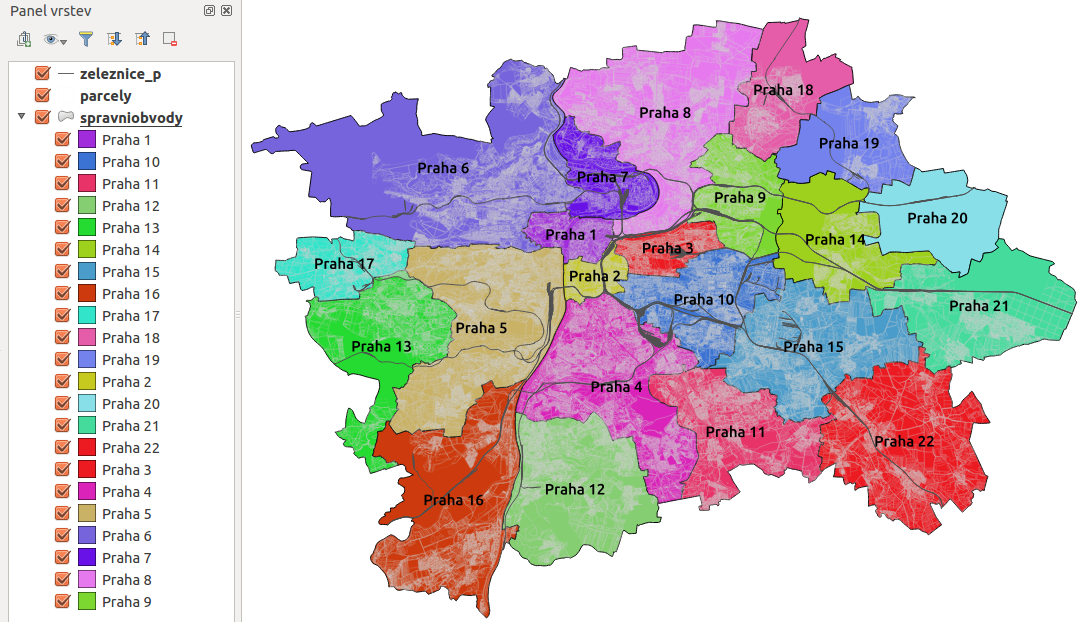 Panel vrstev
zeleznice_p
parcely
spravniobvody
Praha 1
Praha 10
Praha 11
Praha 12
Praha 13
Praha 14
Praha 15
Praha 16
Praha 17
Praha 18
Praha 19
Praha 2
Praha 20
Praha 21
Praha 22
Praha 3
Praha 4
Praha 5
Praha 6
Praha 7
Praha 8
Praha 9
Praha 18
Praha 8
Praha 19
Praha 6
Praha 7
Praha 9
Praha 20
Praha 1
Praha 14
Praha 3
Praha 17
Praha 2
Praha 10
Praha 21
Praha 5
Praha 13
Praha 15
Praha 4
Praha 11
Praha 22
Praha 12
Praha 16